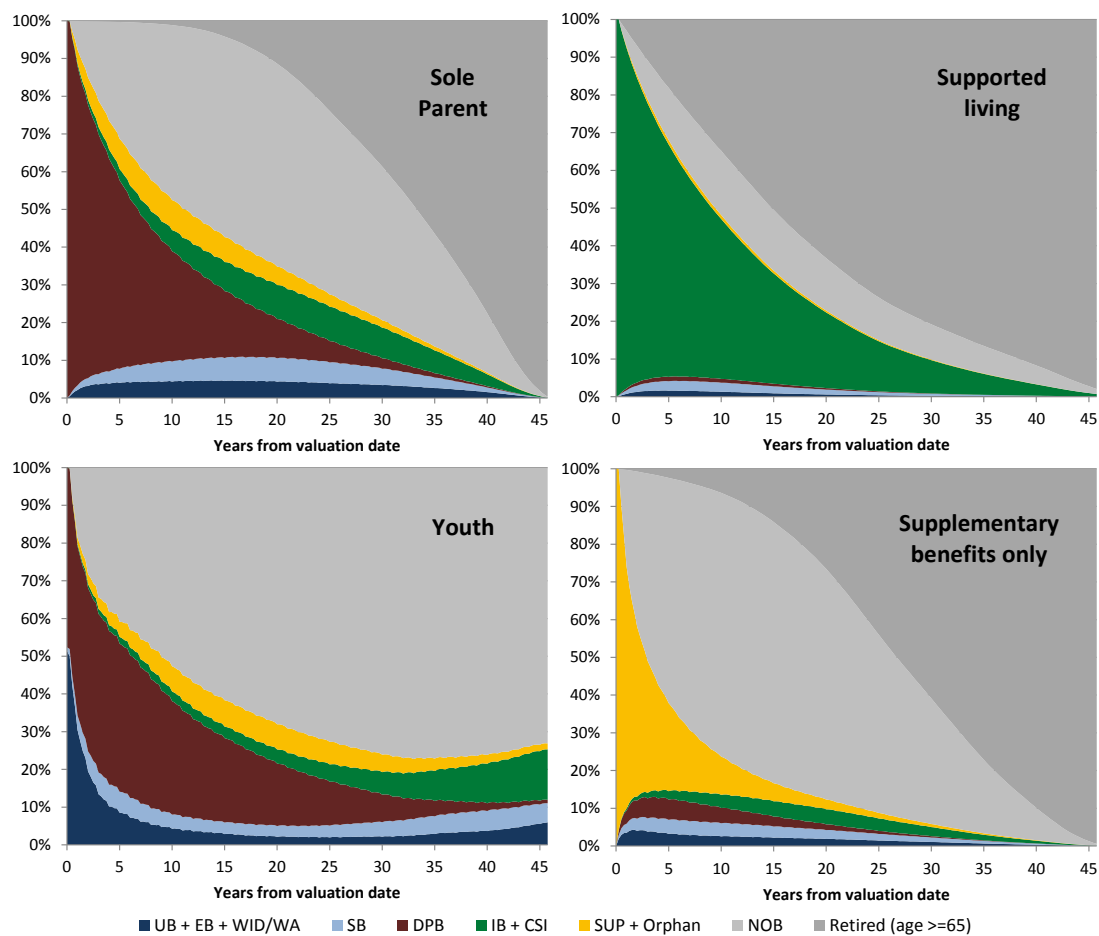 100%
90%
80%
70%
60%
50%
40%
30%
20%
10%
0%
Sole
Parent
0 5 10 15 20 25 30 35 40 45
Years from valuation date
100%
90%
80%
70%
60%
50%
40%
30%
20%
10%
0%
Supported
living
0 5 10 15 20 25 30 35 40 45
Years from valuation date
100%
90%
80%
70%
60%
50%
40%
30%
20%
10%
0%
Youth
0 5 10 15 20 25 30 35 40 45
Years from valuation date
100%
90%
80%
70%
60%
50%
40%
30%
20%
10%
0%
Supplementary
benefits only
0 5 10 15 20 25 30 35 40 45
Years from valuation date
UB + EB + WID/WA SB DPB IB + CSI SUP + Orphan NOB Retired (age >=65)